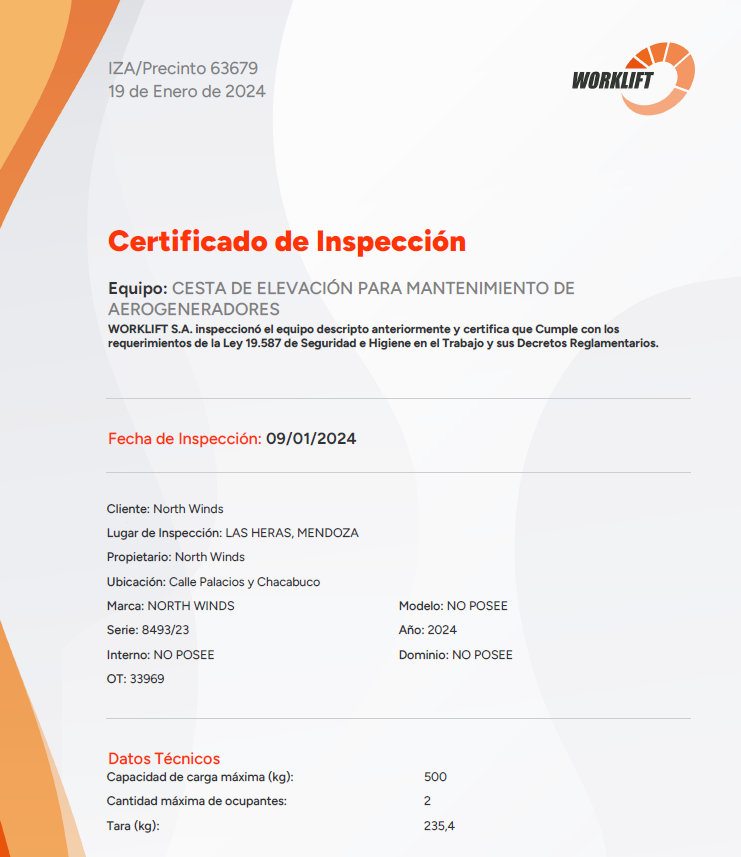 IZA/Precinto 63679
19 de Enero de 2024
WORKLIFT
Certificado de Inspección
Equipo: CESTA DE ELEVACIÓN PARA MANTENIMIENTO DE
AEROGENERADORES
WORKLIFT S.A. inspeccionó el equipo descripto anteriormente y certifica que Cumple con los
requerimientos de la Ley 19.587 de Seguridad e Higiene en el Trabajo y sus Decretos Reglamentarios.
Fecha de Inspección: 09/01/2024
Cliente: North Winds
Lugar de Inspección: LAS HERAS, MENDOZA
Propietario: North Winds
Ubicación: Calle Palacios y Chacabuco
Marca: NORTH WINDS Modelo: NO POSEE
Serie: 8493/23 Año: 2024
Interno: NO POSEE Dominio: NO POSEE
OT: 33969
Datos Técnicos
Capacidad de carga máxima (kg): 500
Cantidad máxima de ocupantes: 2
Tara (kg): 235,4